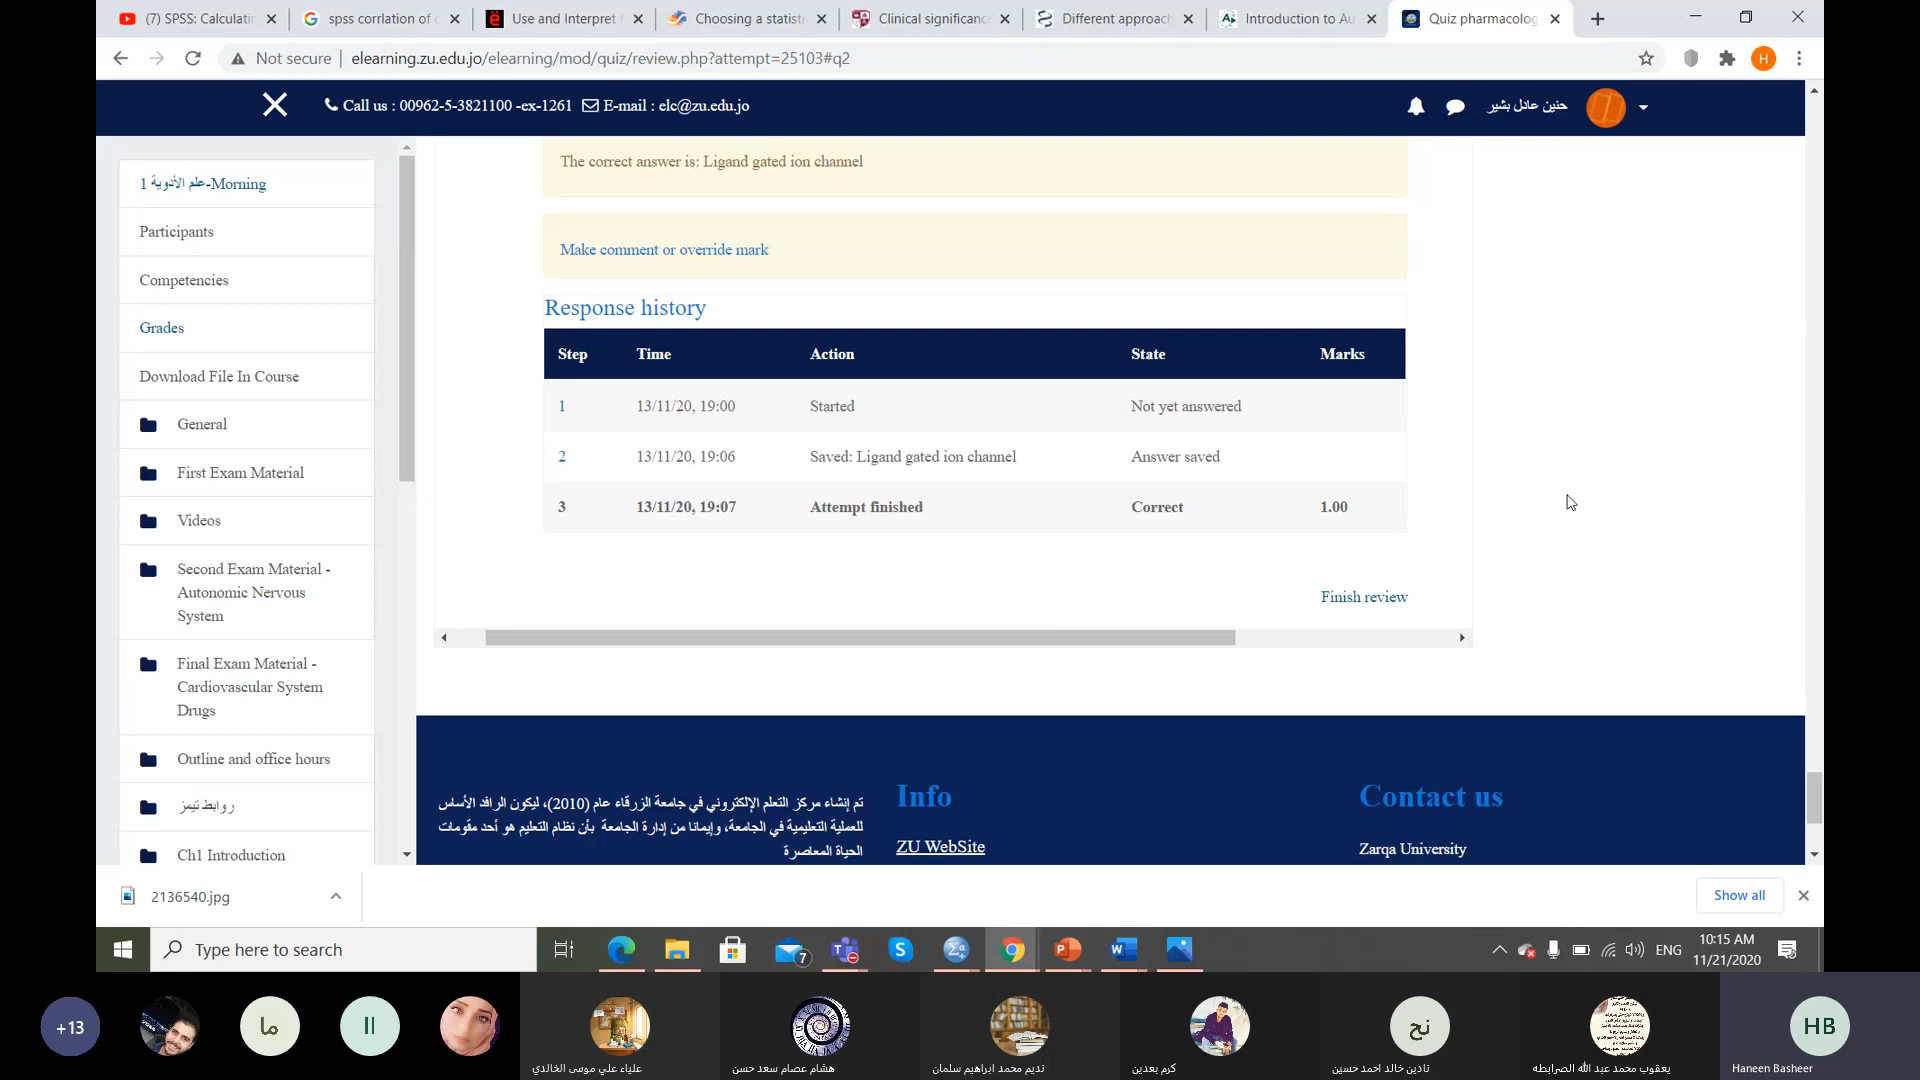 (7) SPSS: Calculatin
spss corrlation of c
Use and Interpret
Choosing a statisti
Clinical significanc
Different approach
Introduction to Au
Quiz pharmacolog
Not secure | elearning.zu.edu.jo/elearning/mod/quiz/review.php?attempt=25103#q2
H
Call us : 00962-5-3821100 -ex-1261 E-mail : elc@zu.edu.jo
حنين عادل بشير
علم الأدوية 1-Morning
Participants
Competencies
Grades
Download File In Course
General
First Exam Material
Videos
Second Exam Material -
Autonomic Nervous
System
Final Exam Material -
Cardiovascular System
Drugs
Outline and office hours
روابط تيمز
Ch1 Introduction
The correct answer is: Ligand gated ion channel
Make comment or override mark
Response history
Step Time Action State Marks
1 13/11/20, 19:00 Started Not yet answered
2 13/11/20, 19:06 Saved: Ligand gated ion channel Answer saved
3 13/11/20, 19:07 Attempt finished Correct 1.00
Finish review
تم إنشاء مركز التعلم الإلكتروني في جامعة الزرقاء عام (2010)، ليكون الرافد الأساس
للعملية التعليمية في الجامعة، وإيمانا من إدارة الجامعة بأن نظام التعليم هو أحد مقومات
الحياة المعاصرة
Info
ZU WebSite
Contact us
Zarqa University
2136540.jpg
Show all
Type here to search
7
ENG
10:15 AM
11/21/2020
+13
ما
اا
علياء علي موسى الخالدي
هشام عصام سعد حسن
نديم محمد ابراهيم سلمان
كرم بعدين
نح
نادين خالد احمد حسين
يعقوب محمد عبد الله الصرابطه
HB
Haneen Basheer